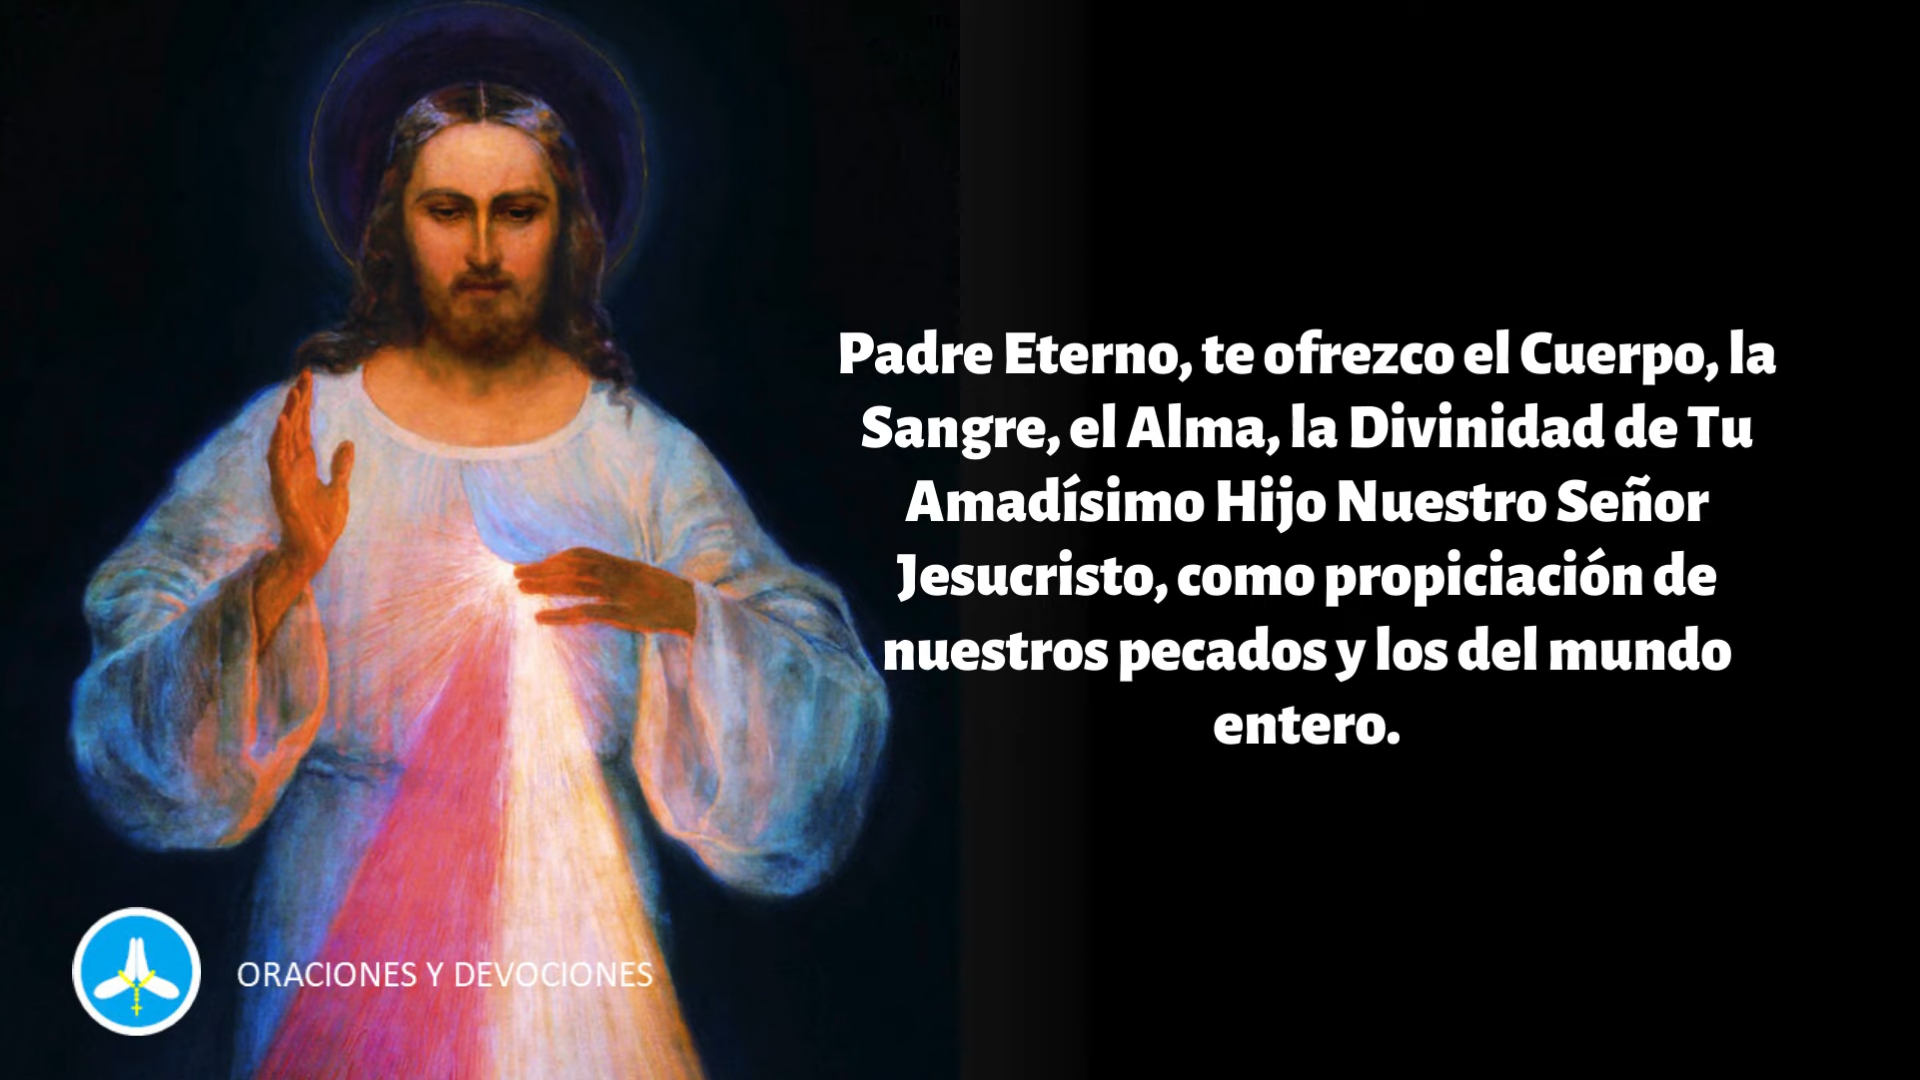 Padre Eterno, te ofrezco el Cuerpo, la
Sangre, el Alma, la Divinidad de Tu
Amadísimo Hijo Nuestro Señor
Jesucristo, como propiciación de
nuestros pecados y los del mundo
entero.
ORACIONES Y DEVOCIONES